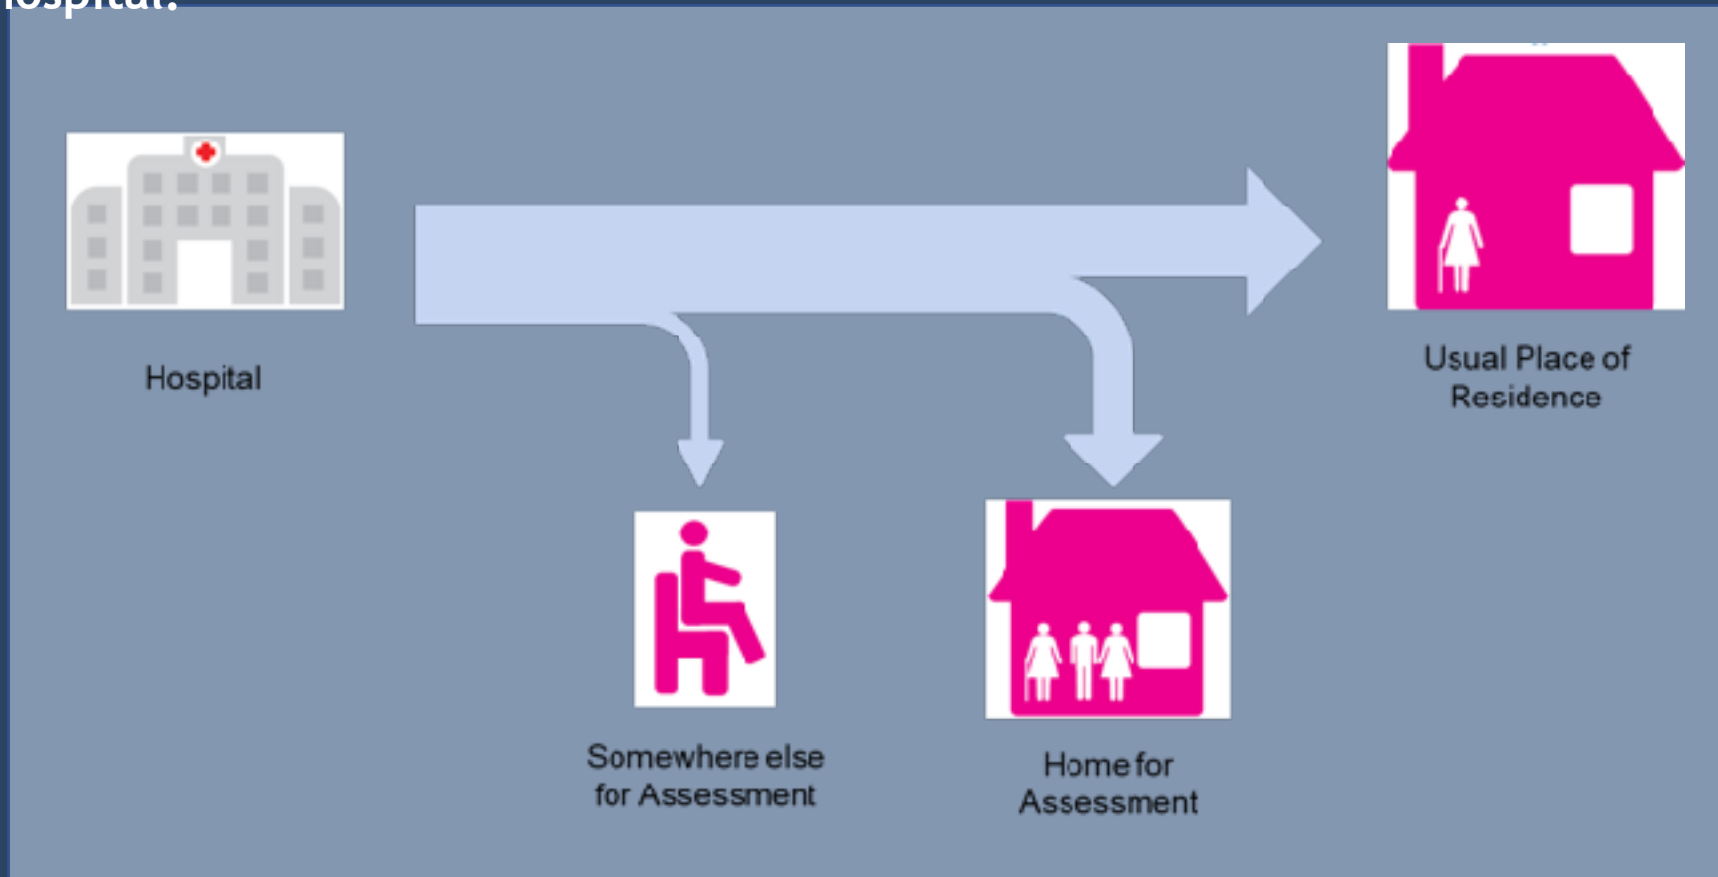 Hospital
Usual Place of
Residence
Somewhere else
for Assessment
Home for
Assessment